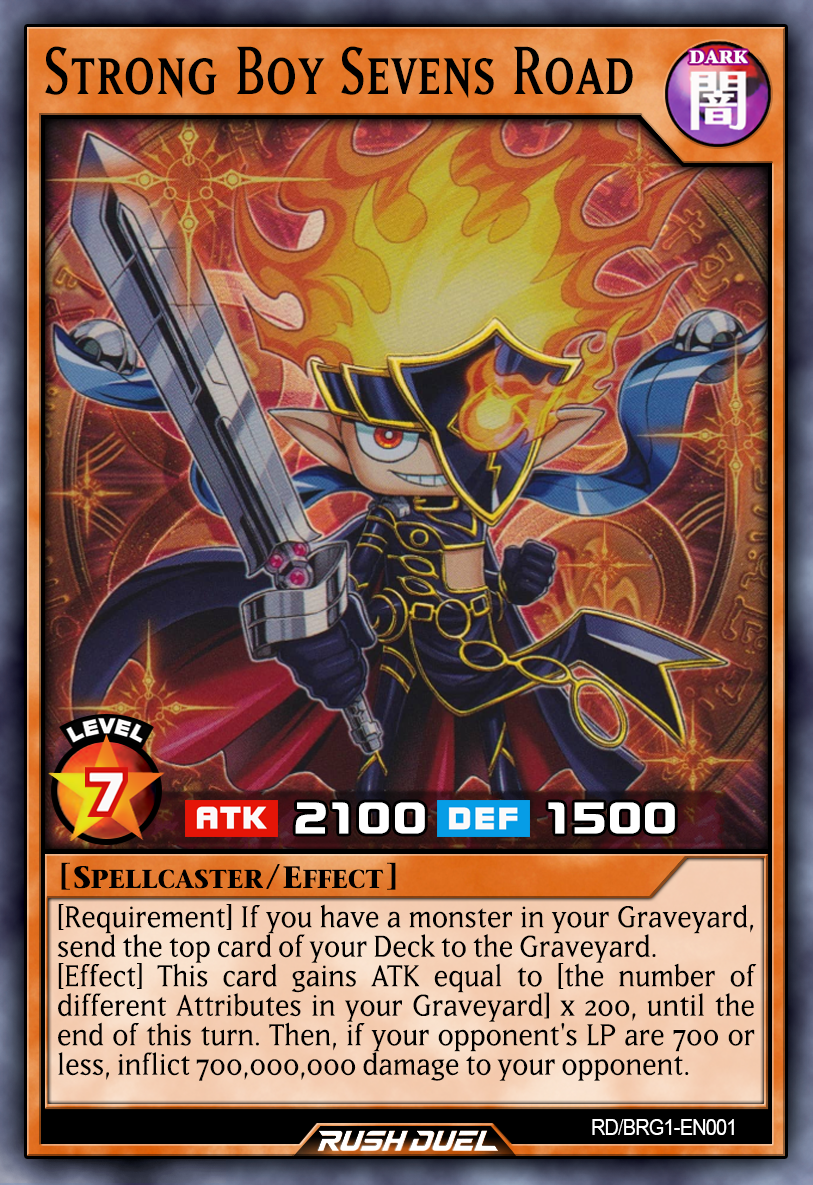 Strong Boy Sevens Road
DARK
闇
LEVEL
7
ATK 2100 DEF 1500
[Spellcaster/Effect]
[Requirement] If you have a monster in your Graveyard,
send the top card of your Deck to the Graveyard.
[Effect] This card gains ATK equal to [the number of
different Attributes in your Graveyard] x 200, until the
end of this turn. Then, if your opponent's LP are 700 or
less, inflict 700,000,000 damage to your opponent.
RD/BRG1-EN001
RUSH DUEL